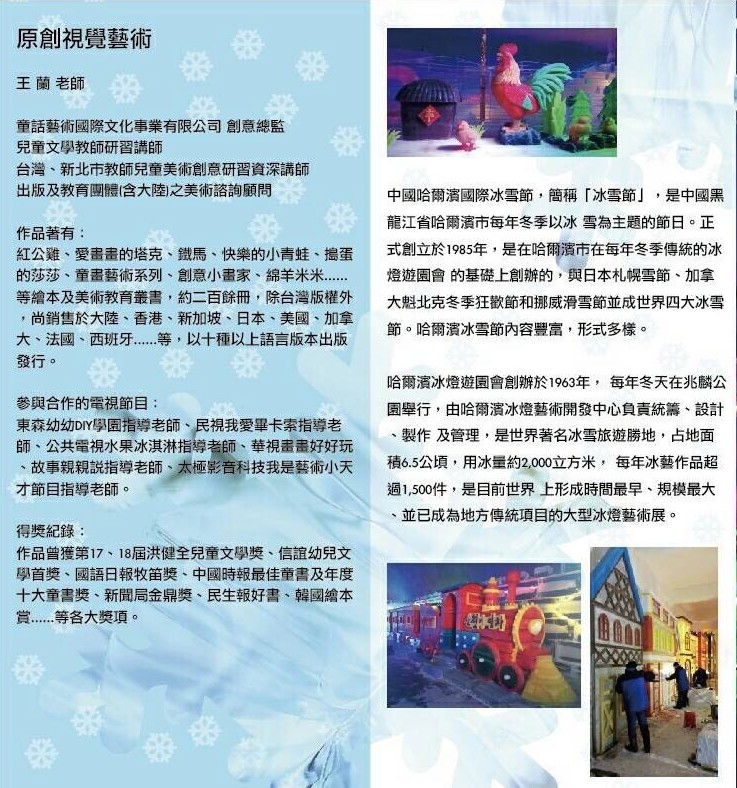 原創視覺藝術
王 蘭 老師
童話藝術國際文化事業有限公司 創意總監
兒童文學教師研習講師
台灣、新北市教師兒童美術創意研習資深講師
出版及教育團體(含大陸)之美術諮詢顧問
作品著有：
紅公雞、愛畫畫的塔克、鐵馬、快樂的小青蛙、搗蛋
的莎莎、童畫藝術系列、創意小畫家、綿羊米米......
等繪本及美術教育叢書，約二百餘冊，除台灣版權外
，尚銷售於大陸、香港、新加坡、日本、美國、加拿
大、法國、西班牙......等，以十種以上語言版本出版
發行。
參與合作的電視節目：
東森幼幼DIY學園指導老師、民視我愛畢卡索指導老
師、公共電視水果冰淇淋指導老師、華視畫畫好好玩
、故事親親說指導老師、太極影音科技我是藝術小天
才節目指導老師。
得獎紀錄：
作品曾獲第17、18屆洪健全兒童文學獎、信誼幼兒文
學首獎、國語日報牧笛獎、中國時報最佳童書及年度
十大童書獎、新聞局金鼎獎、民生報好書、韓國繪本
賞......等各大獎項。
中國哈爾濱國際冰雪節，簡稱「冰雪節」，是中國黑
龍江省哈爾濱市每年冬季以冰 雪為主題的節日。正
式創立於1985年，是在哈爾濱市在每年冬季傳統的冰
燈遊園會 的基礎上創辦的，與日本札幌雪節、加拿
大魁北克冬季狂歡節和挪威滑雪節並成世界四大冰雪
節。哈爾濱冰雪節內容豐富，形式多樣。
哈爾濱冰燈遊園會創辦於1963年， 每年冬天在兆麟公
園舉行，由哈爾濱冰燈藝術開發中心負責統籌、設計
、製作 及管理，是世界著名冰雪旅遊勝地，占地面
積6.5公頃，用冰量約2,000立方米， 每年冰藝作品超
過1,500件，是目前世界 上形成時間最早、規模最大
、並已成為地方傳統項目的大型冰燈藝術展。